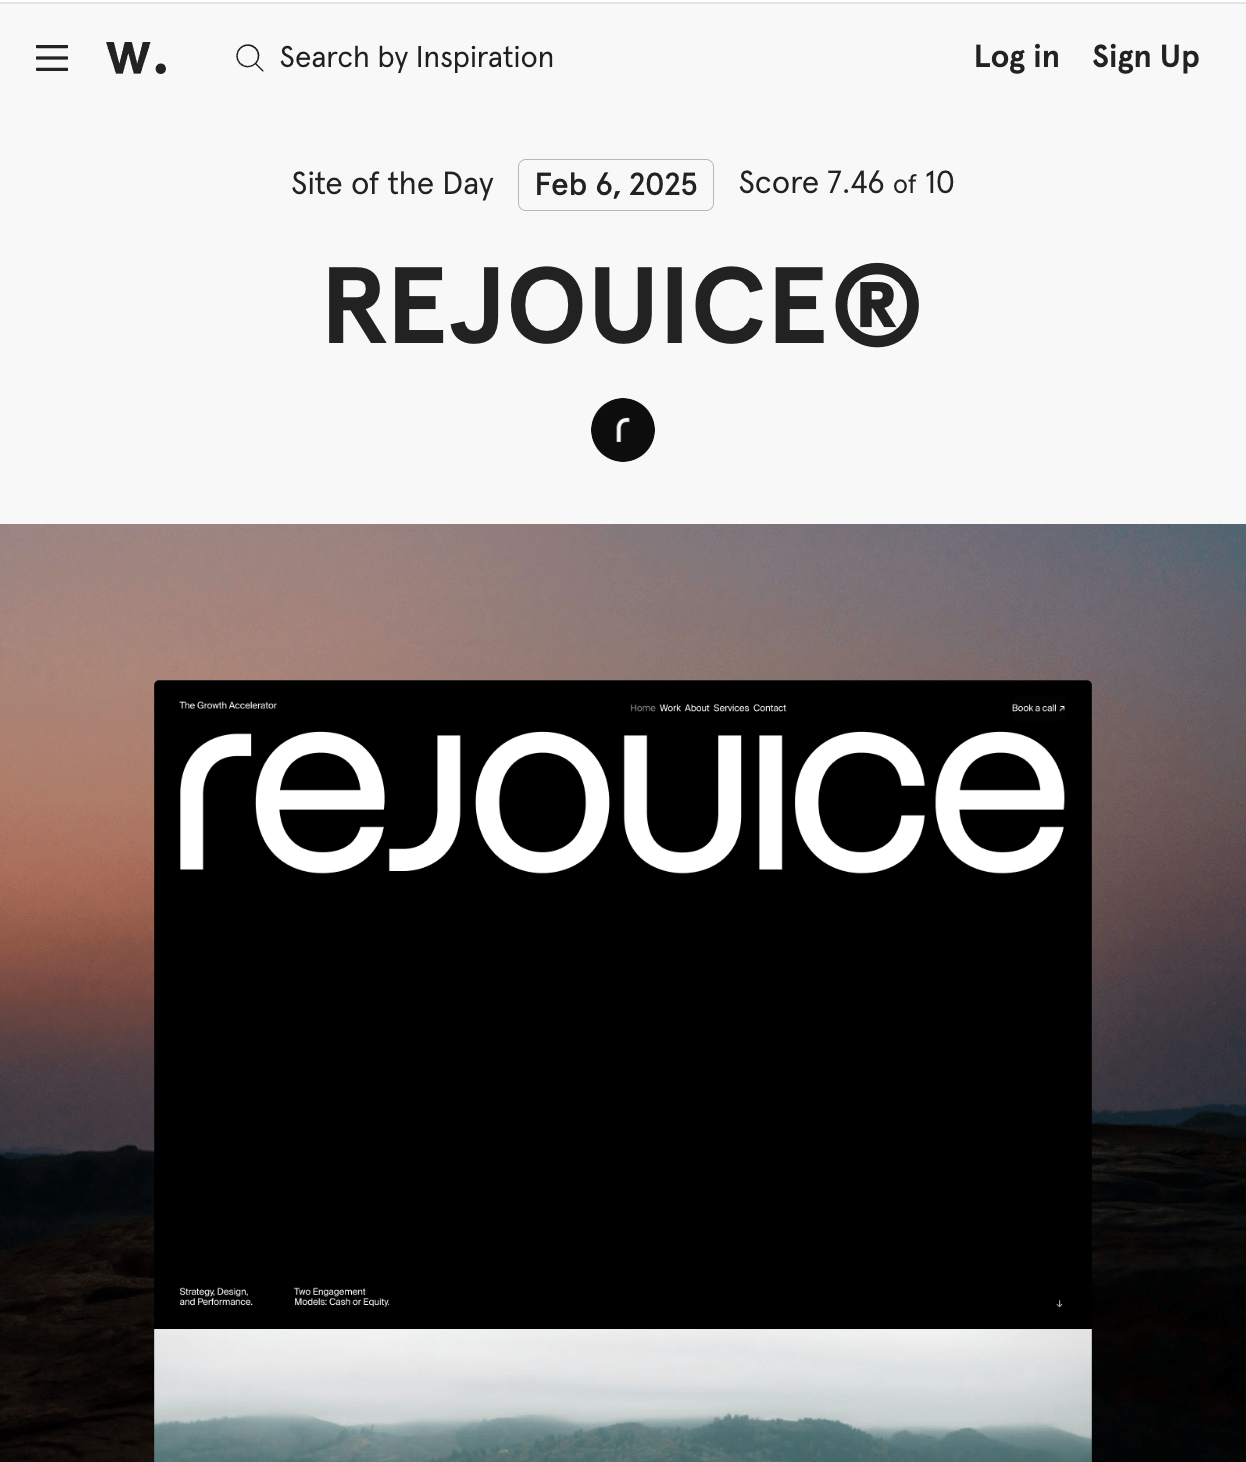 W.
Search by Inspiration
Log in
Sign Up
Site of the Day
Feb 6, 2025
Score 7.46 of 10
REJOUICE®
r
The Growth Accelerator
Home Work About Services Contact
Book a call ↗
rejouice
Strategy, Design,
and Performance.
Two Engagement
Models: Cash or Equity.
↓